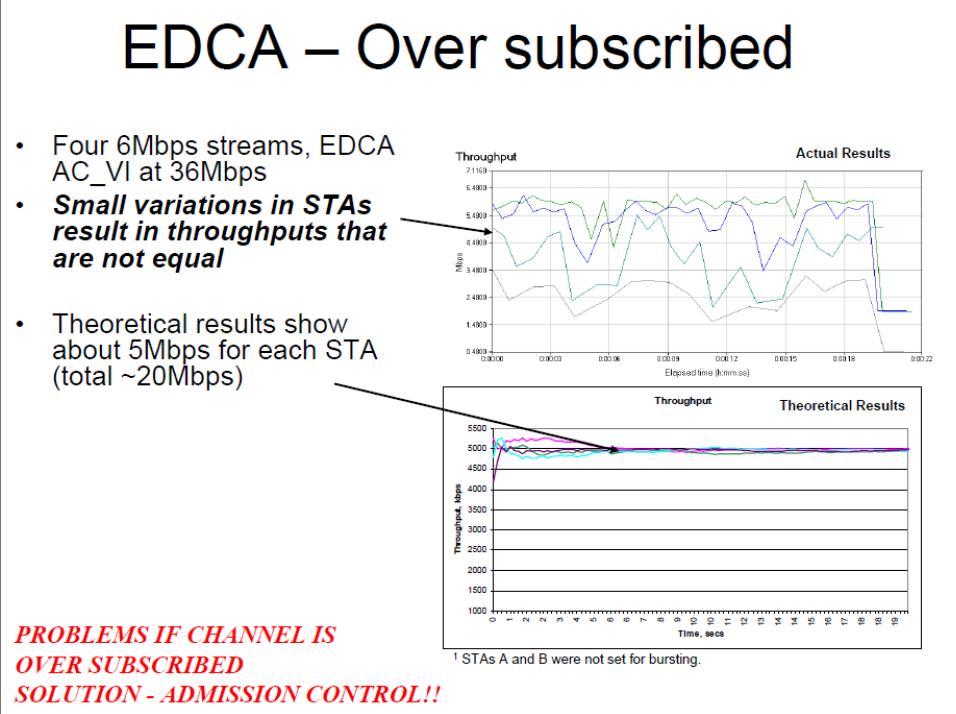 EDCA – Over subscribed
• Four 6Mbps streams, EDCA
AC_VI at 36Mbps
• Small variations in STAs
result in throughputs that
are not equal
• Theoretical results show
about 5Mbps for each STA
(total ~20Mbps)
PROBLEMS IF CHANNEL IS
OVER SUBSCRIBED
SOLUTION - ADMISSION CONTROL!!
Throughput
Actual Results
7.1160
6.4800
5.4800
4.4800
3.4800
2.4800
1.4800
0.4800
Mbps
0:00:00 0:00:03 0:00:06 0:00:09 0:00:12 0:00:15 0:00:18 0:00:22
Elapsed time (h:mm:ss)
Throughput
Theoretical Results
5500
5000
4500
4000
3500
3000
2500
2000
1500
1000
Throughput, kbps
0 1 2 2 3 4 5 6 6 7 8 9 10 10 11 12 13 14 14 15 16 17 18 18 19
Time, secs
¹ STAs A and B were not set for bursting.